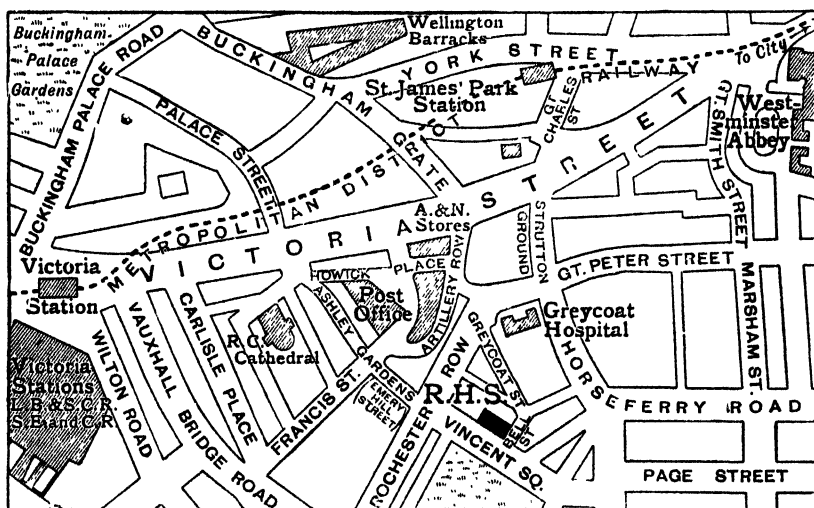 Buckingham
Palace
Gardens
BUCKINGHAM PALACE ROAD
BUCKINGHAM GRATE
Wellington
Barracks
YORK STREET
St. James' Park
Station
GT. CHARLES ST
RAILWAY
To City
West-
minster
Abbey
GT. SMITH STREET
PALACE STREET
METROPOLITAN DISTRICT
VICTORIA STREET
A.&N.
Stores
STRUTTON
GROUND
GT. PETER STREET
MARSHAM ST.
Victoria
Station
HOWICK PLACE
ARTILLERY ROW
Post
Office
ASHLEY GARDENS
CARLISLE PLACE
VAUXHALL BRIDGE ROAD
WILTON ROAD
R.C.
Cathedral
Greycoat
Hospital
GREYCOAT ST
HORSEFERRY ROAD
Victoria
Stations
L.B.&S.C.R.
S.E. and C.R.
FRANCIS ST.
EMERY
HILL
STREET
ROCHESTER ROW
R.H.S.
BELL ST
VINCENT SQ.
PAGE STREET